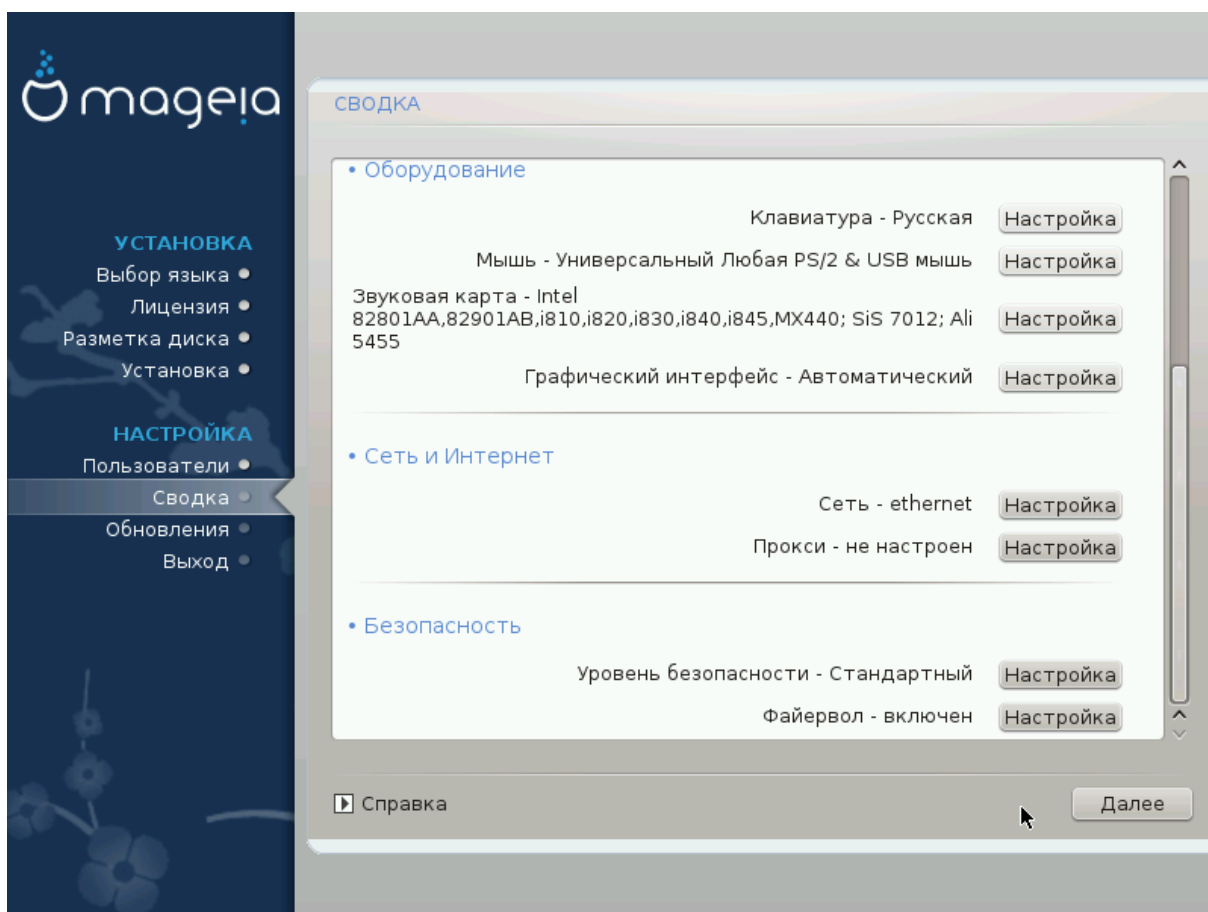 mageia
УСТАНОВКА
Выбор языка
Лицензия
Разметка диска
Установка
НАСТРОЙКА
Пользователи
Сводка
Обновления
Выход
СВОДКА
• Оборудование
Клавиатура - Русская Настройка
Мышь - Универсальный Любая PS/2 & USB мышь Настройка
Звуковая карта - Intel
82801AA,82901AB,i810,i820,i830,i840,i845,MX440; SiS 7012; Ali Настройка
5455
Графический интерфейс - Автоматический Настройка
• Сеть и Интернет
Сеть - ethernet Настройка
Прокси - не настроен Настройка
• Безопасность
Уровень безопасности - Стандартный Настройка
Файервол - включен Настройка
Справка
Далее